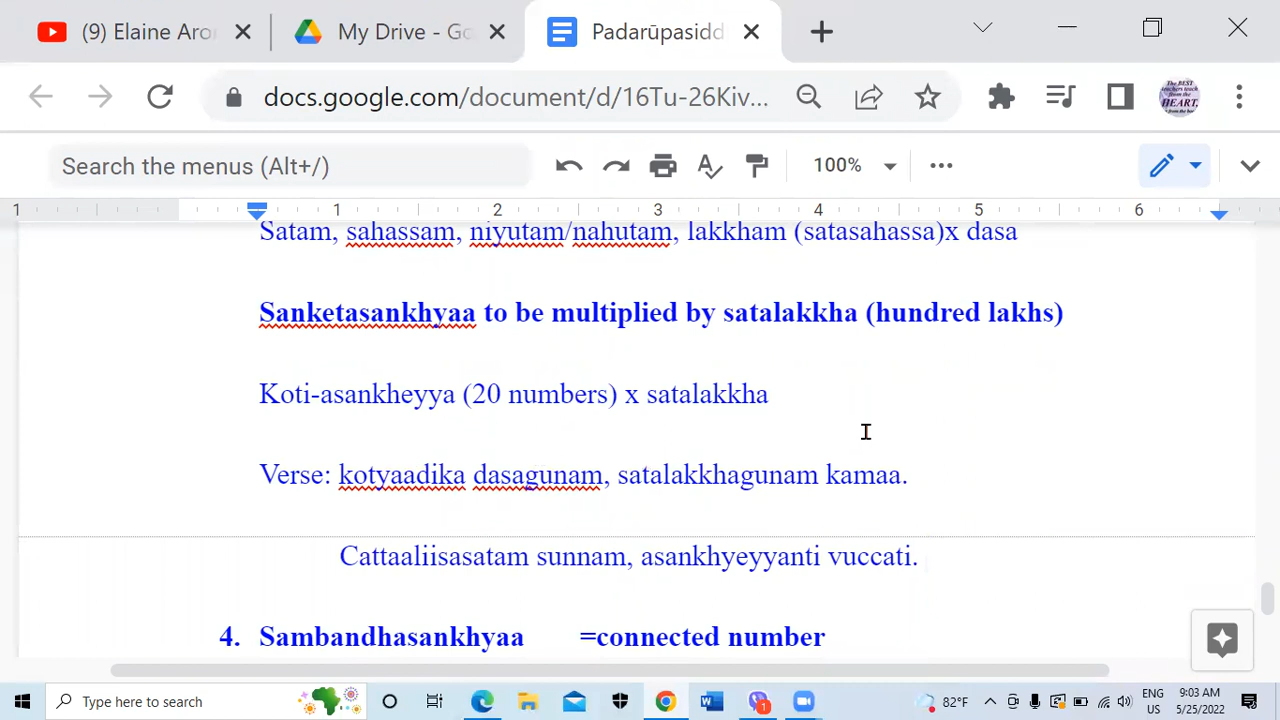 (9) Elaine Aro
My Drive - Go
Padarūpasidd
docs.google.com/document/d/16Tu-26Kiv...
Search the menus (Alt+/)
100%
1 1 2 3 4 5 6
Satam, sahassam, niyutam/nahutam, lakkham (satasahassa)x dasa
Sanketasankhyaa to be multiplied by satalakkha (hundred lakhs)
Koti-asankheyya (20 numbers) x satalakkha
Verse: kotyaadika dasagunam, satalakkhagunam kamaa.
Cattaaliisasatam sunnam, asankhyeyyanti vuccati.
4. Sambandhasankhyaa =connected number
Type here to search
1
82°F
ENG
US
9:03 AM
5/25/2022